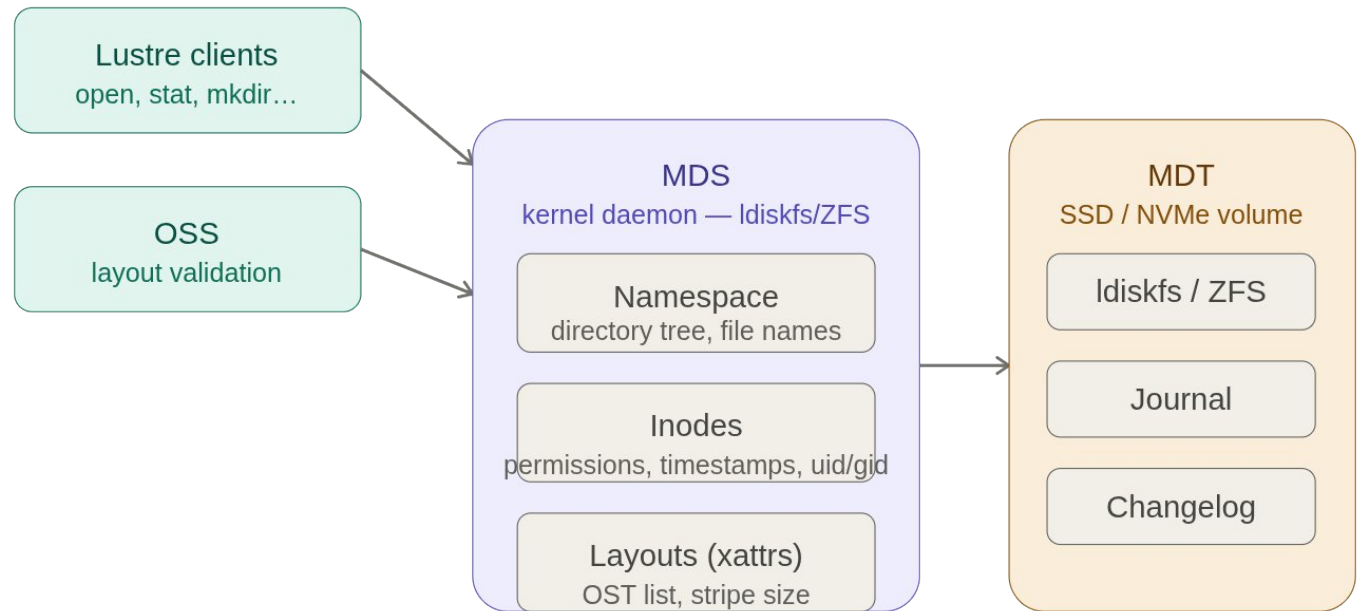 Lustre clients
open, stat, mkdir…
OSS
layout validation
MDS
kernel daemon — ldiskfs/ZFS
Namespace
directory tree, file names
Inodes
permissions, timestamps, uid/gid
Layouts (xattrs)
OST list, stripe size
MDT
SSD / NVMe volume
ldiskfs / ZFS
Journal
Changelog